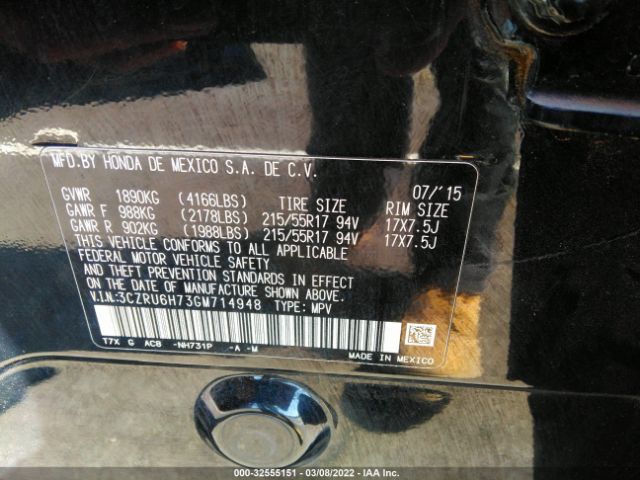 MFD.BY HONDA DE MEXICO S.A. DE C.V.
07/'15
GVWR 1890KG (4166LBS) TIRE SIZE RIM SIZE
GAWR F 988KG (2178LBS) 215/55R17 94V 17X7.5J
GAWR R 902KG (1988LBS) 215/55R17 94V 17X7.5J
THIS VEHICLE CONFORMS TO ALL APPLICABLE
FEDERAL MOTOR VEHICLE SAFETY
AND THEFT PREVENTION STANDARDS IN EFFECT
ON THE DATE OF MANUFACTURE SHOWN ABOVE.
V.I.N:3CZRU6H73GM714948 TYPE: MPV
T7X G AC8 -NH731P -A -M
MADE IN MEXICO
000-32555151 - 03/08/2022 - IAA Inc.